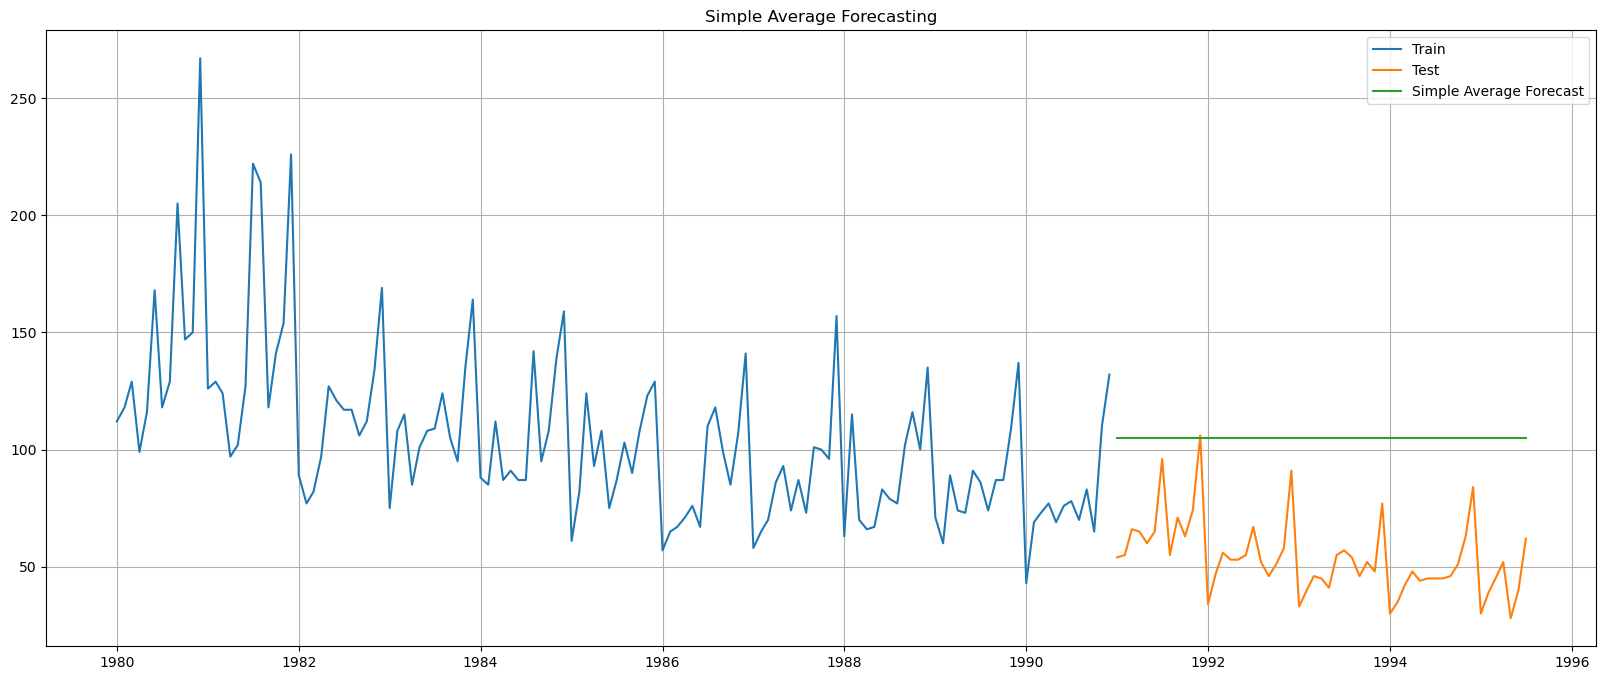 Simple Average Forecasting
Train
Test
Simple Average Forecast
250
200
150
100
50
1980 1982 1984 1986 1988 1990 1992 1994 1996